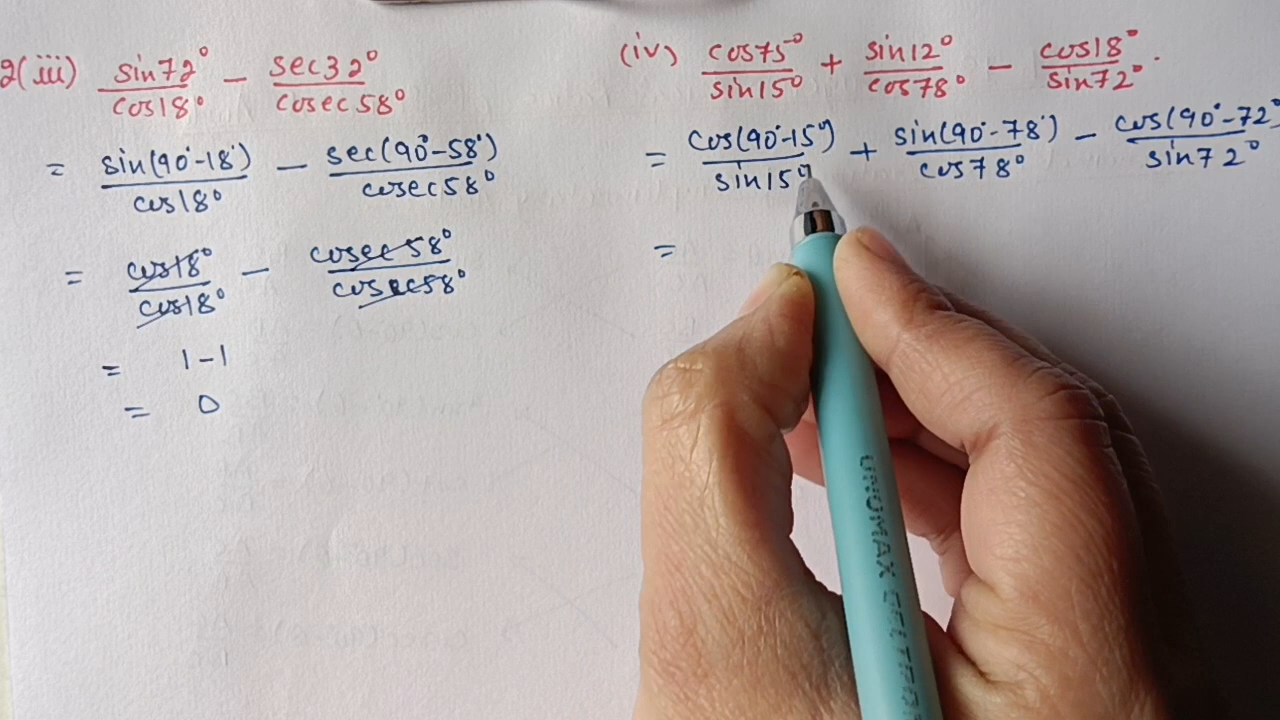 2(iii) sin72°/cos18° − sec32°/cosec58°
= sin(90°-18°)/cos18° − sec(90°-58°)/cosec58°
= cos18°/cos18° − cosec58°/cosec58°
= 1-1
= 0
(iv) cos75°/sin15° + sin12°/cos78° − cos18°/sin72°.
= cos(90°-15°)/sin15° + sin(90°-78°)/cos78° − cos(90°-72°/sin72°
=
UNOMAX